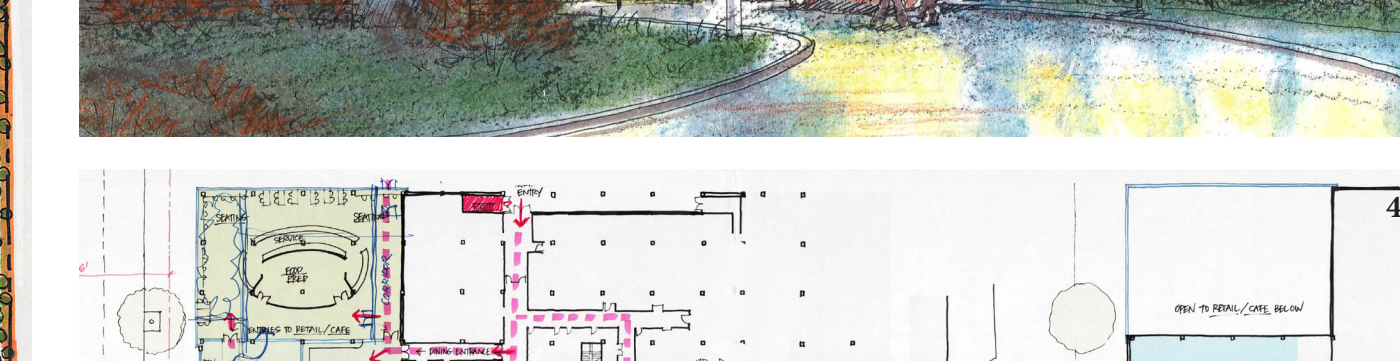 ENTRY
SEATING
SEATING
SERVICE
FOOD
PREP
CORRIDOR
ENTRIES TO RETAIL/CAFE
DINING ENTRANCE
6'
4
OPEN TO RETAIL/CAFE BELOW